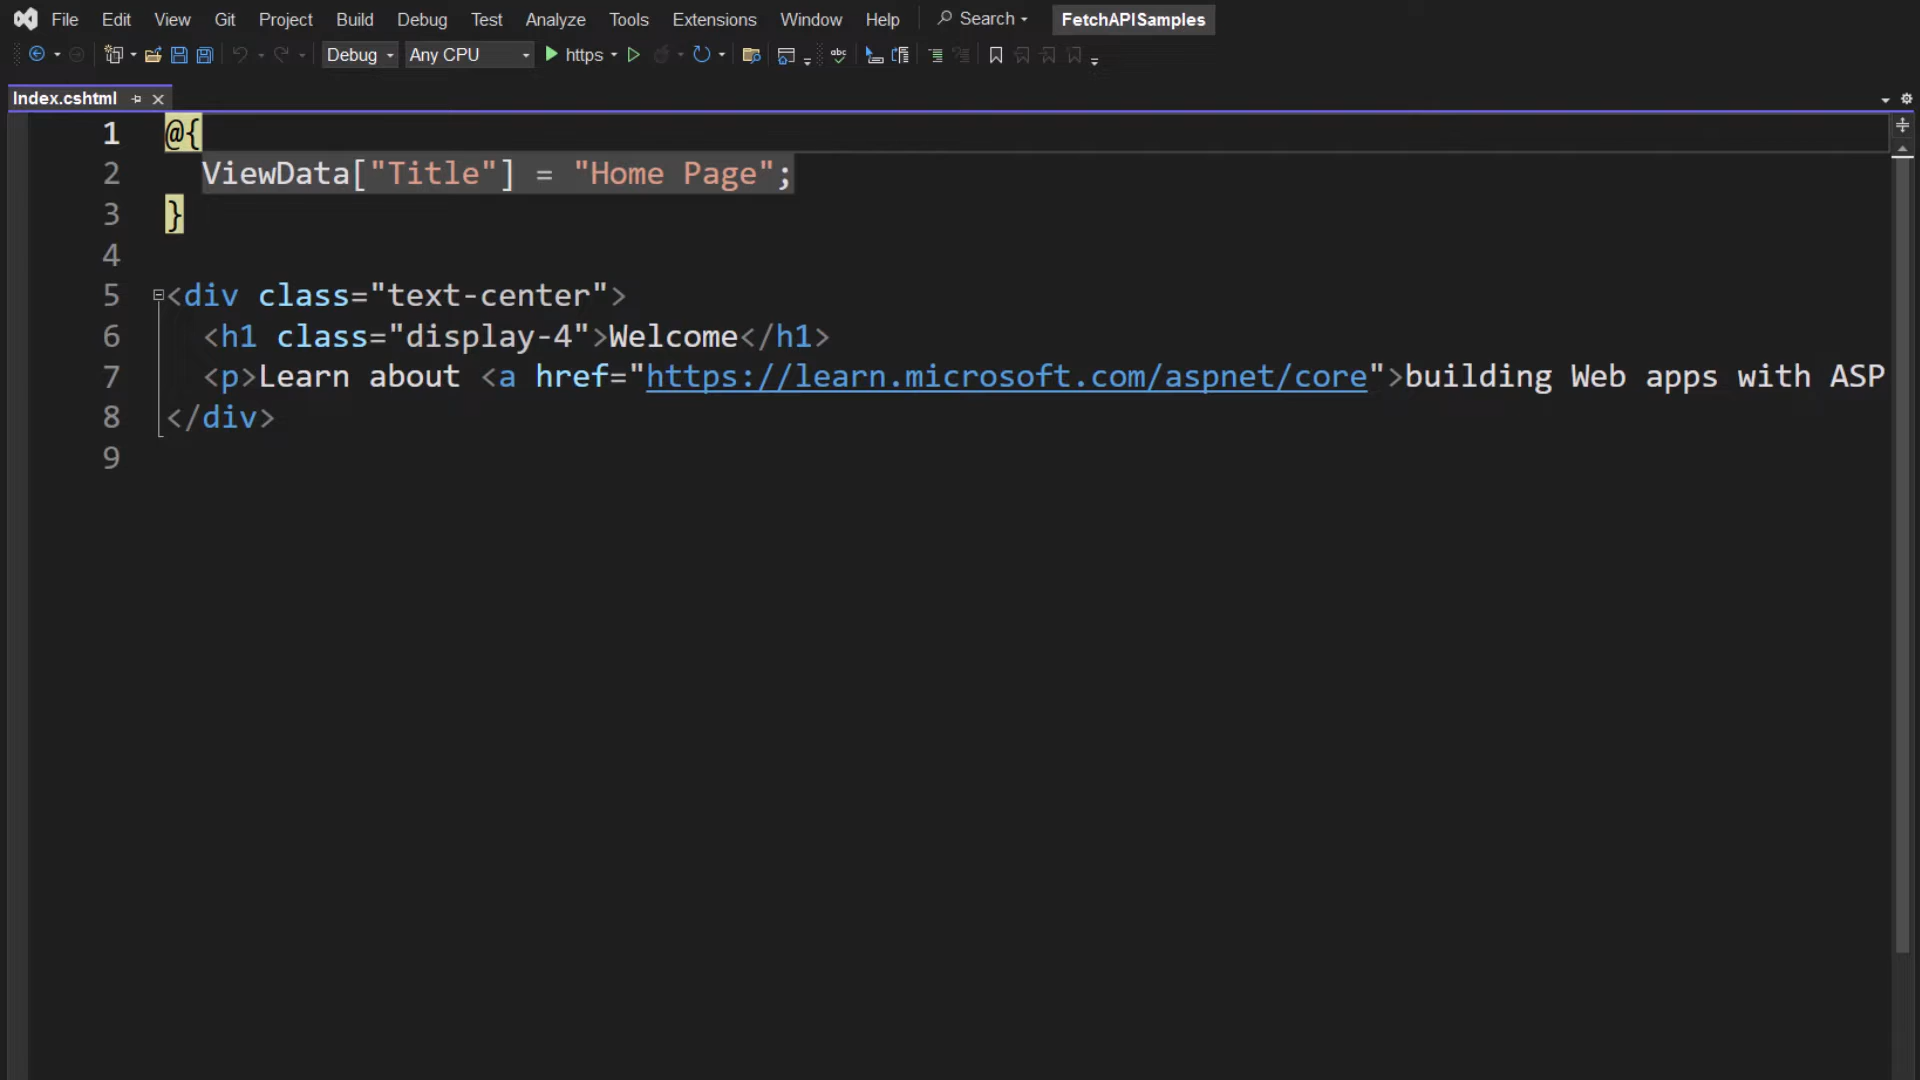 File Edit View Git Project Build Debug Test Analyze Tools Extensions Window Help Search FetchAPISamples
Debug Any CPU https abc
Index.cshtml
1 @{
2 ViewData["Title"] = "Home Page";
3 }
4
5 <div class="text-center">
6 <h1 class="display-4">Welcome</h1>
7 <p>Learn about <a href="https://learn.microsoft.com/aspnet/core">building Web apps with ASP
8 </div>
9